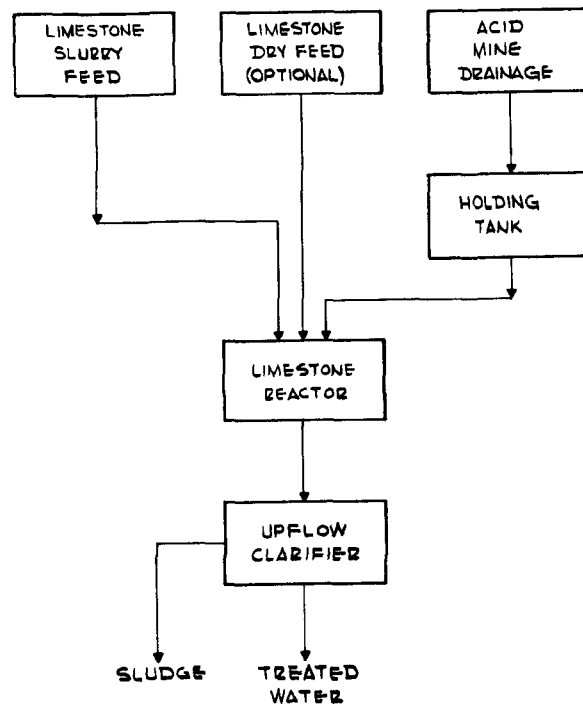 LIMESTONE
SLURRY
FEED
LIMESTONE
DRY FEED
(OPTIONAL)
ACID
MINE
DRAINAGE
HOLDING
TANK
LIMESTONE
REACTOR
UPFLOW
CLARIFIER
SLUDGE
TREATED
WATER